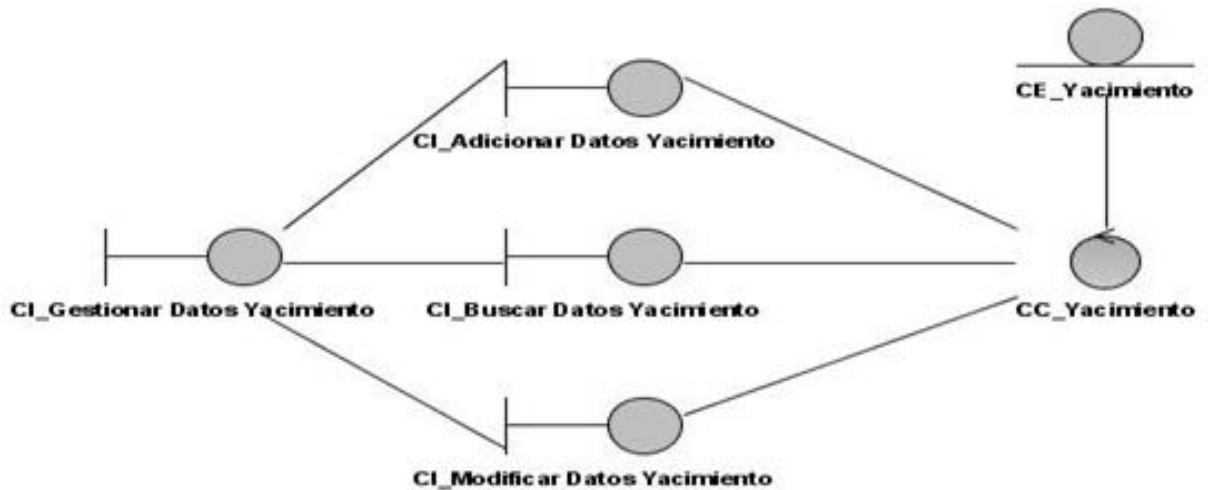 CE_Yacimiento
CI_Adicionar Datos Yacimiento
CI_Gestionar Datos Yacimiento
CI_Buscar Datos Yacimiento
CC_Yacimiento
CI_Modificar Datos Yacimiento